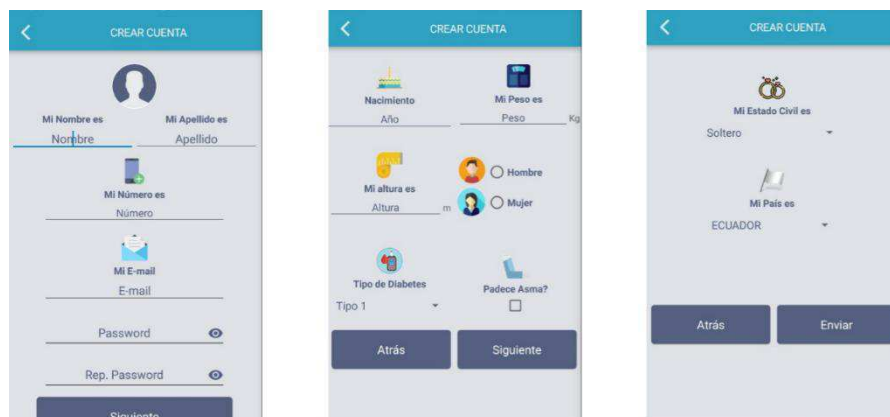 CREAR CUENTA
Mi Nombre es Mi Apellido es
Nombre Apellido
Mi Número es
Número
Mi E-mail
E-mail
Password
Rep. Password
Siguiente
CREAR CUENTA
Nacimiento Mi Peso es
Año Peso Kg
Mi altura es
Altura m
Hombre
Mujer
Tipo de Diabetes Padece Asma?
Tipo 1
Atrás Siguiente
CREAR CUENTA
Mi Estado Civil es
Soltero
Mi País es
ECUADOR
Atrás Enviar